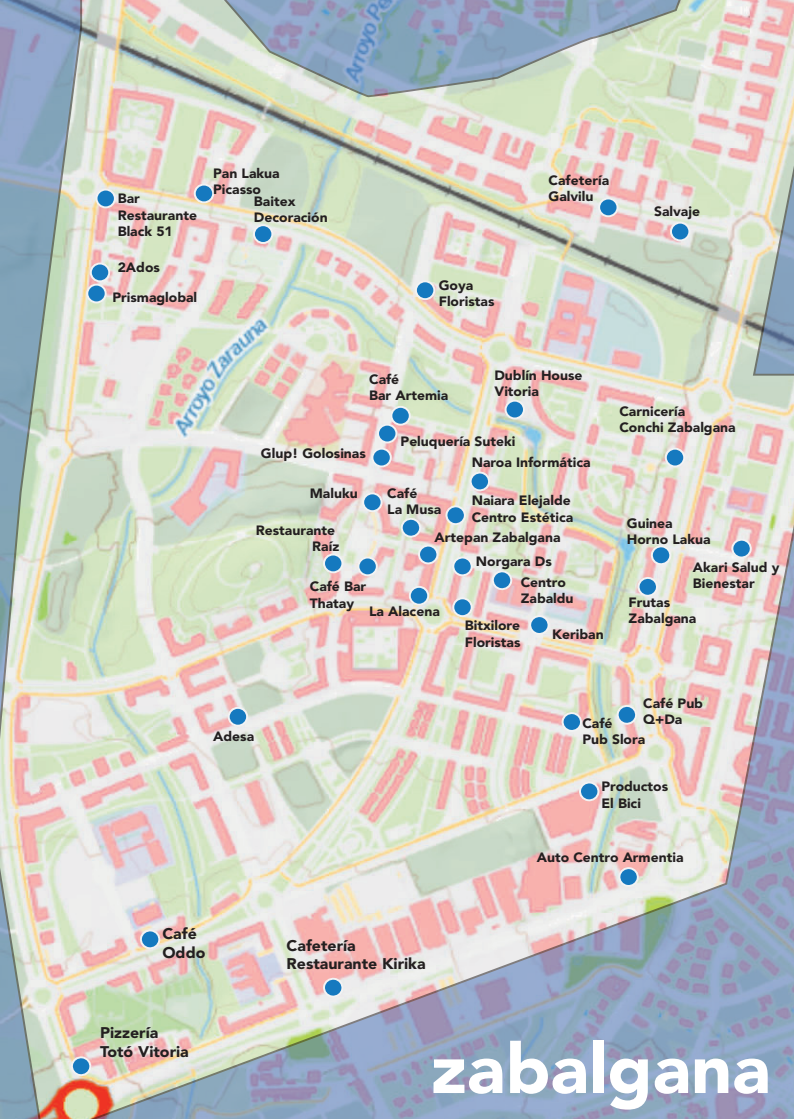 Arroyo Pe
Pan Lakua
Picasso
Bar
Restaurante
Black 51
Baitex
Decoración
Cafetería
Galvilu
Salvaje
2Ados
Prismaglobal
Goya
Floristas
Arroyo Zarauna
Café
Bar Artemia
Dublín House
Vitoria
Carnicería
Conchi Zabalgana
Peluquería Suteki
Glup! Golosinas
Naroa Informática
Maluku
Café
La Musa
Naiara Elejalde
Centro Estética
Restaurante
Raíz
Artepan Zabalgana
Guinea
Horno Lakua
Norgara Ds
Akari Salud y
Bienestar
Café Bar
Thatay
Centro
Zabaldu
La Alacena
Frutas
Zabalgana
Bitxilore
Floristas
Keriban
Adesa
Café Pub
Q+Da
Café
Pub Slora
Productos
El Bici
Auto Centro Armentia
Café
Oddo
Cafetería
Restaurante Kirika
Pizzería
Totó Vitoria
zabalgana